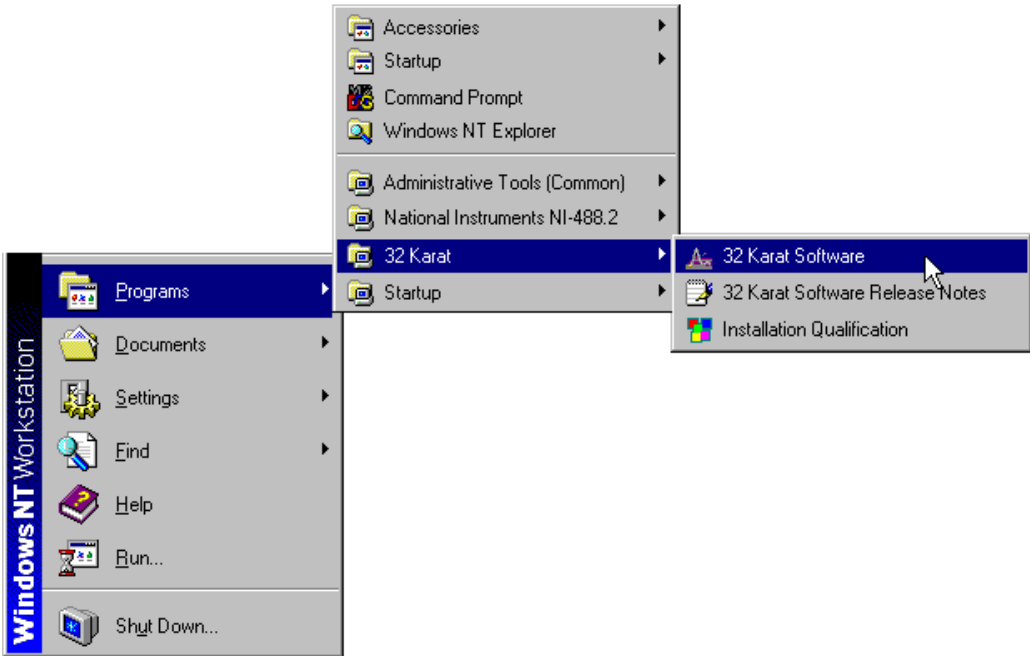 Accessories
Startup
Command Prompt
Windows NT Explorer
Administrative Tools (Common)
National Instruments NI-488.2
32 Karat
Startup
32 Karat Software
32 Karat Software Release Notes
Installation Qualification
Programs
Documents
Settings
Find
Help
Run...
Shut Down...
Windows NT Workstation